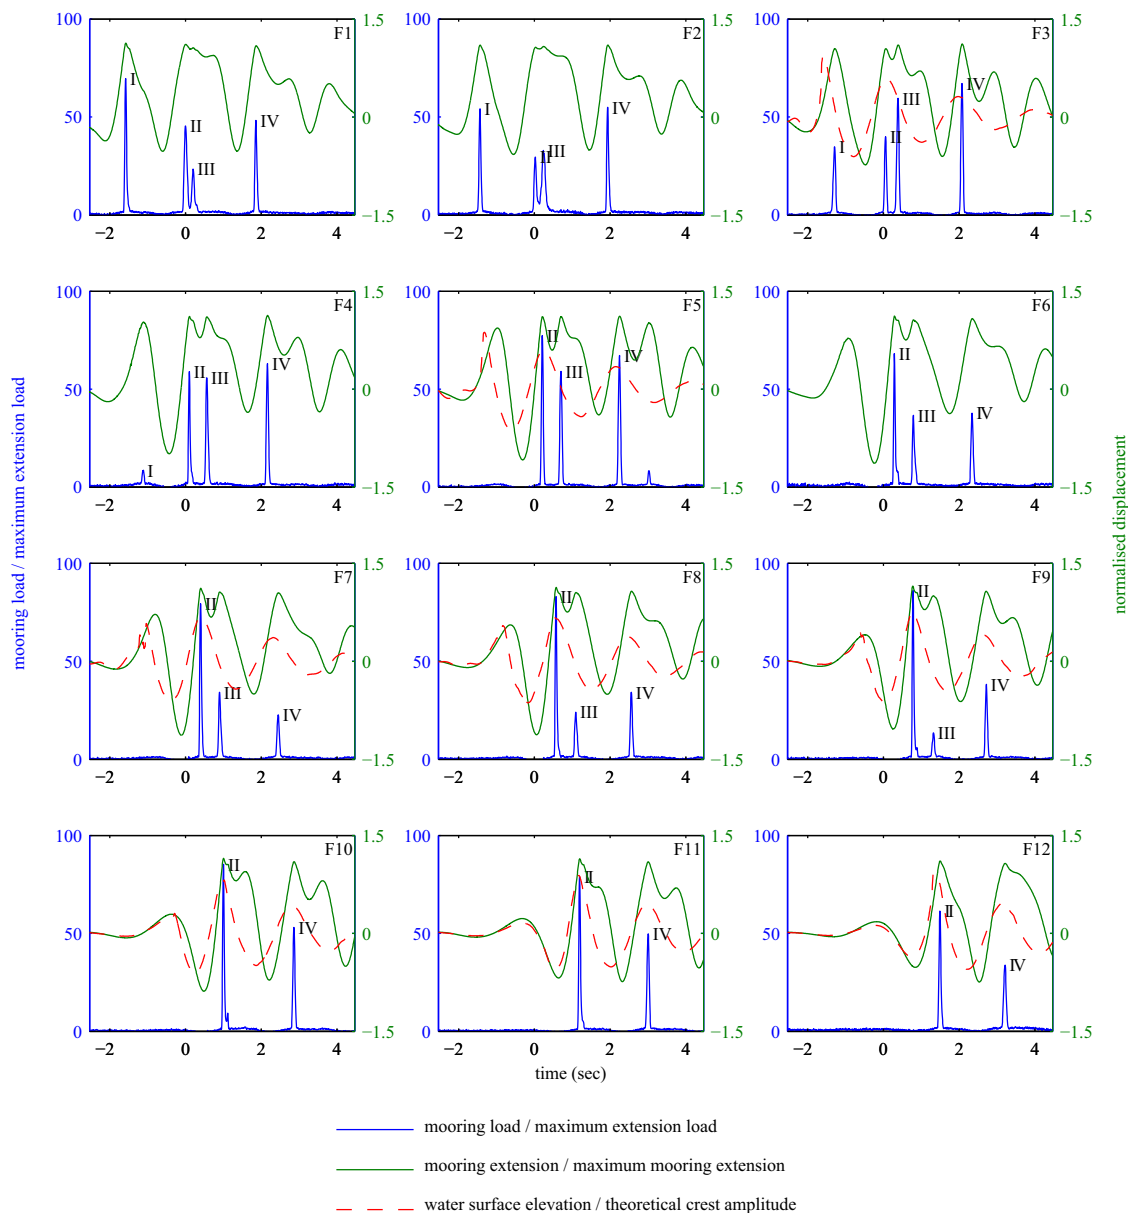 100
1.5
F1
I
II
III
IV
50
0
0
−1.5
−2
0
2
4
100
1.5
F2
I
II
III
IV
50
0
0
−1.5
−2
0
2
4
100
1.5
F3
I
II
III
IV
50
0
0
−1.5
−2
0
2
4
100
1.5
F4
I
II
III
IV
50
0
0
−1.5
−2
0
2
4
100
1.5
F5
II
III
IV
50
0
0
−1.5
−2
0
2
4
100
1.5
F6
II
III
IV
50
0
0
−1.5
−2
0
2
4
mooring load / maximum extension load
normalised displacement
100
1.5
F7
II
III
IV
50
0
0
−1.5
−2
0
2
4
100
1.5
F8
II
III
IV
50
0
0
−1.5
−2
0
2
4
100
1.5
F9
II
III
IV
50
0
0
−1.5
−2
0
2
4
100
1.5
F10
II
IV
50
0
0
−1.5
−2
0
2
4
100
1.5
F11
II
IV
50
0
0
−1.5
−2
0
2
4
100
1.5
F12
II
IV
50
0
0
−1.5
−2
0
2
4
time (sec)
mooring load / maximum extension load
mooring extension / maximum mooring extension
water surface elevation / theoretical crest amplitude